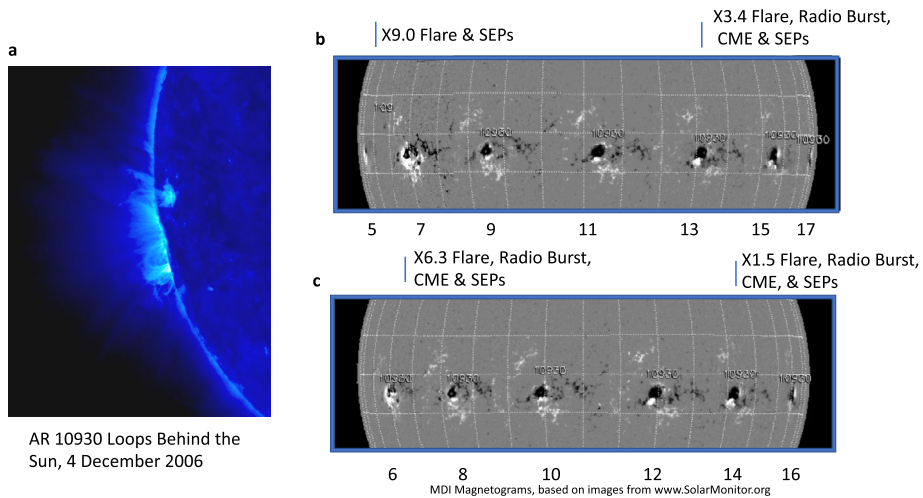 a
AR 10930 Loops Behind the
Sun, 4 December 2006
b
X9.0 Flare & SEPs
X3.4 Flare, Radio Burst,
CME & SEPs
109
10930
10930
10930
10930
10930
5 7 9 11 13 15 17
c
X6.3 Flare, Radio Burst,
CME & SEPs
X1.5 Flare, Radio Burst,
CME, & SEPs
10930
10930
10930
10930
10930
10930
6 8 10 12 14 16
MDI Magnetograms, based on images from www.SolarMonitor.org